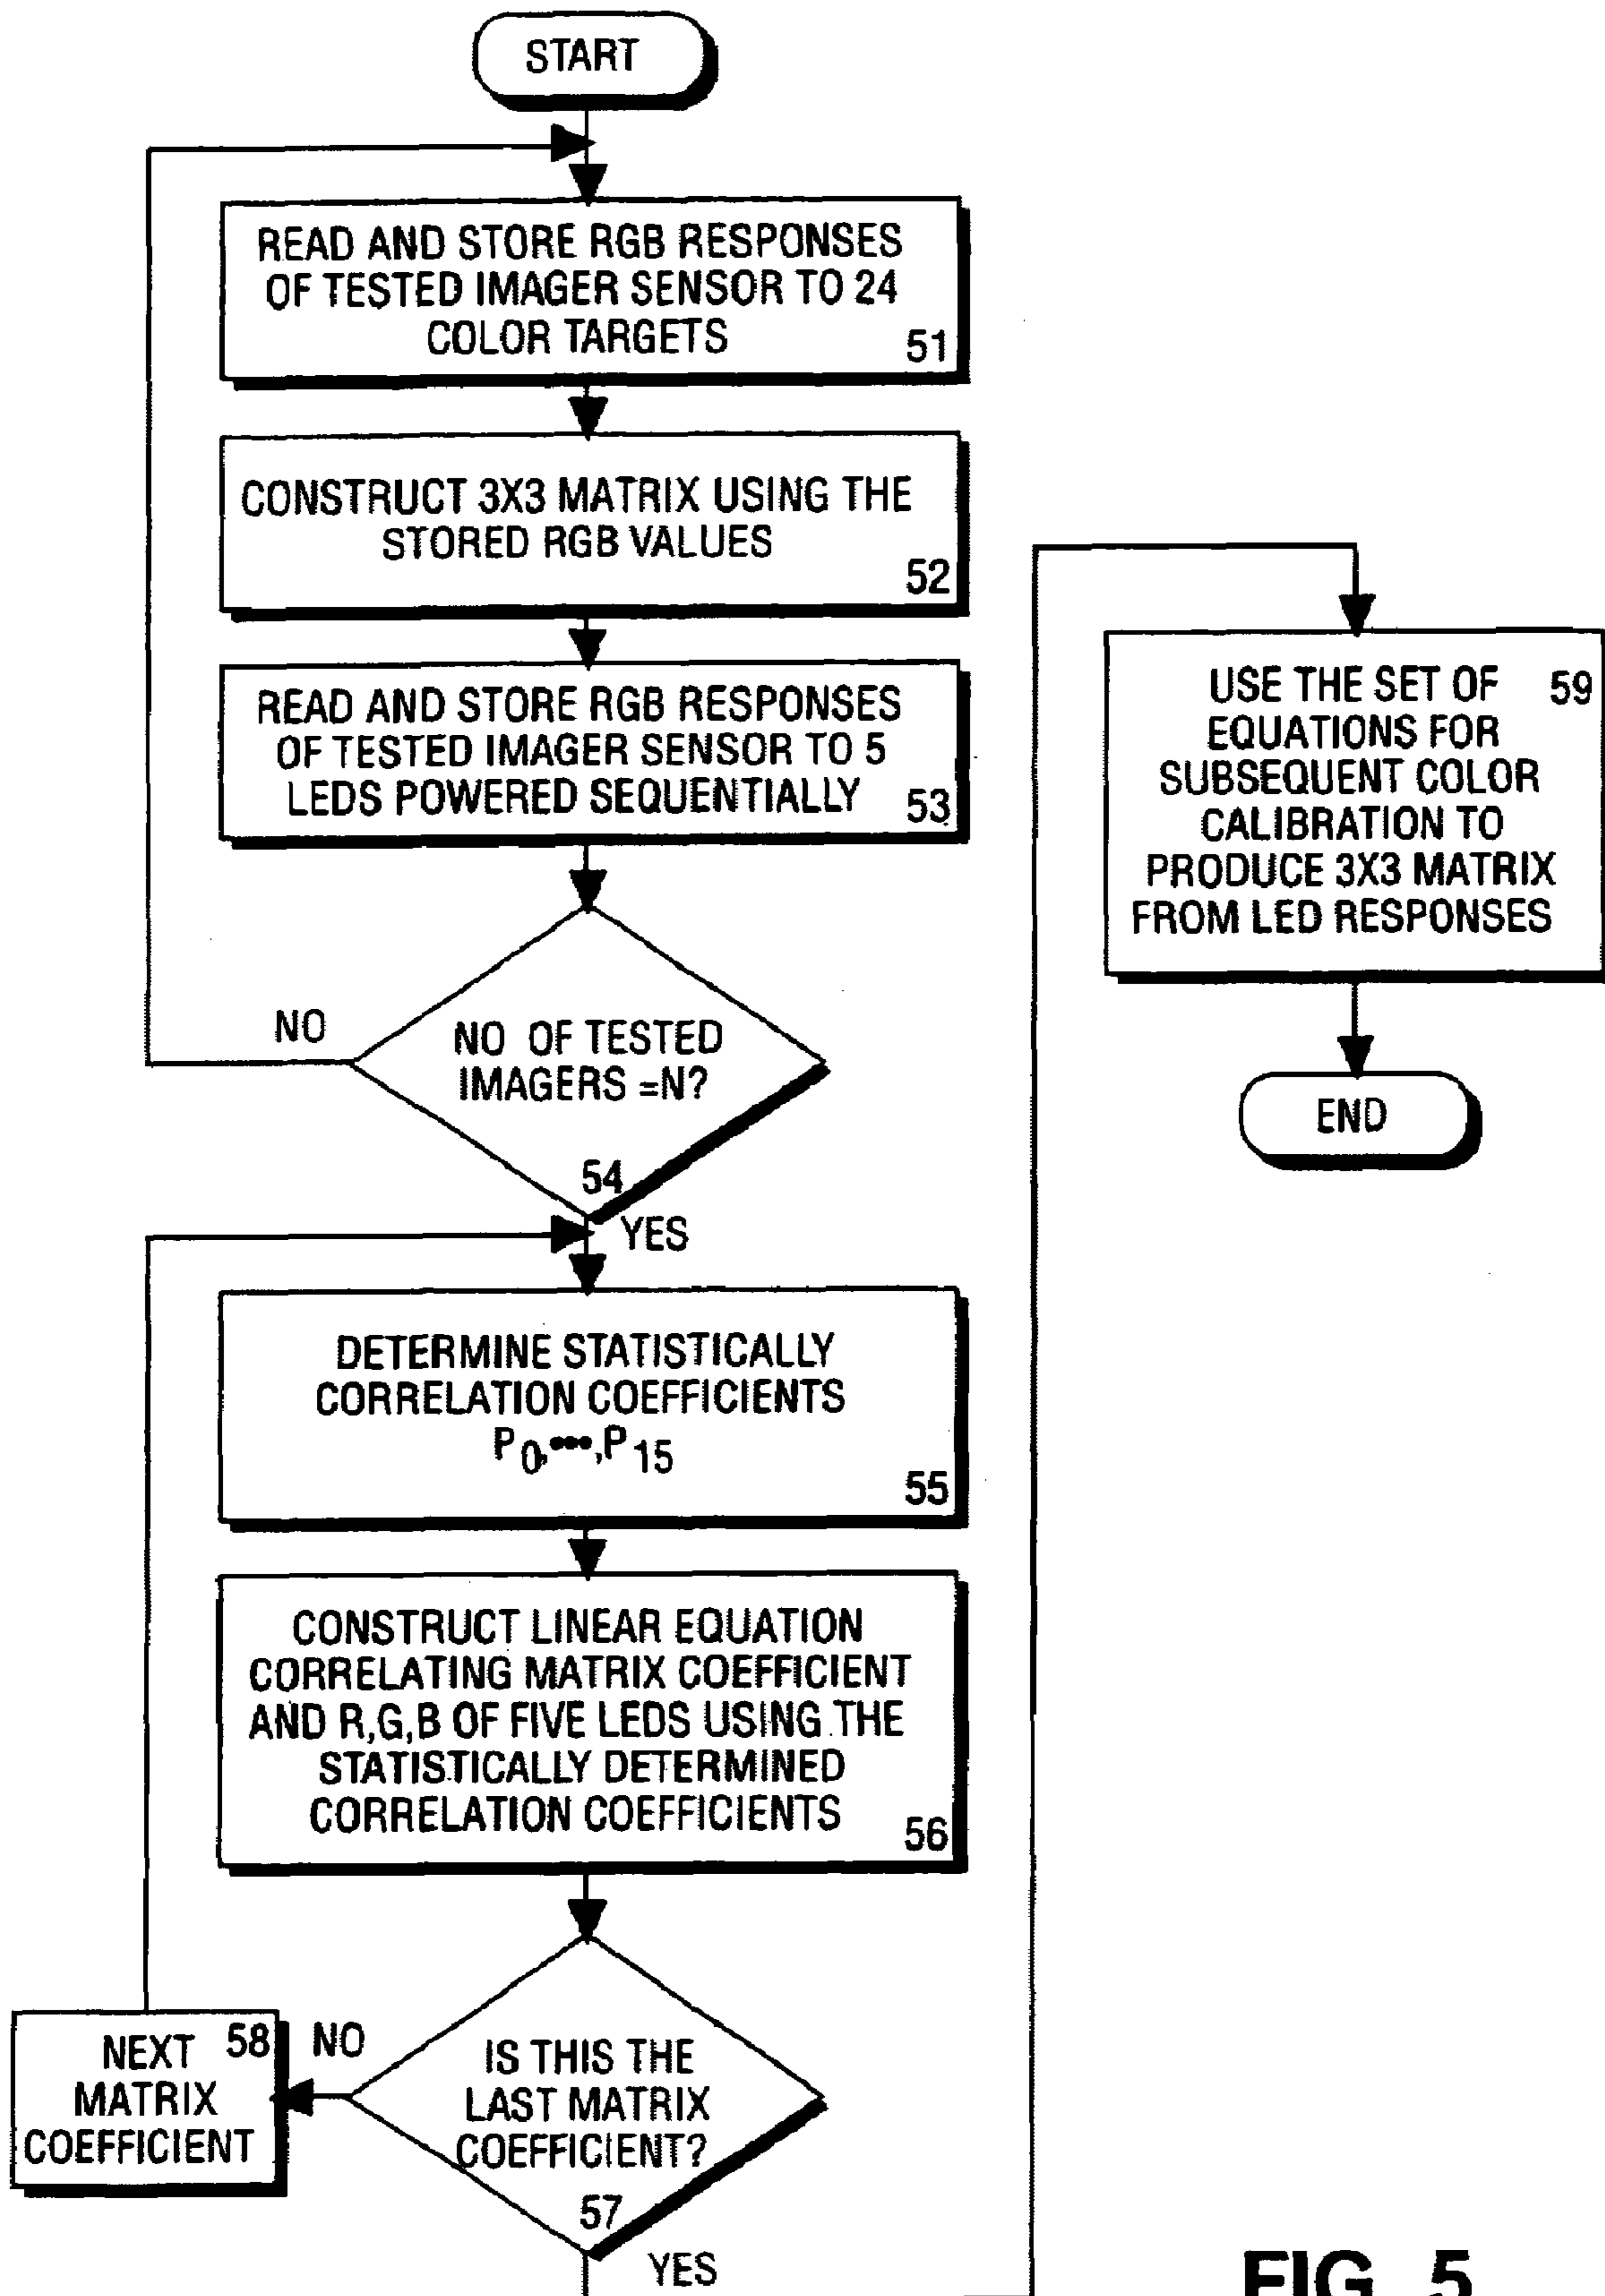 START
READ AND STORE RGB RESPONSES
OF TESTED IMAGER SENSOR TO 24
COLOR TARGETS
51
CONSTRUCT 3X3 MATRIX USING THE
STORED RGB VALUES
52
READ AND STORE RGB RESPONSES
OF TESTED IMAGER SENSOR TO 5
LEDS POWERED SEQUENTIALLY
53
NO
NO OF TESTED
IMAGERS =N?
54
YES
DETERMINE STATISTICALLY
CORRELATION COEFFICIENTS
P0,•••,P15
55
CONSTRUCT LINEAR EQUATION
CORRELATING MATRIX COEFFICIENT
AND R,G,B OF FIVE LEDS USING THE
STATISTICALLY DETERMINED
CORRELATION COEFFICIENTS
56
IS THIS THE
LAST MATRIX
COEFFICIENT?
57
NO
58
NEXT
MATRIX
COEFFICIENT
YES
USE THE SET OF
EQUATIONS FOR
SUBSEQUENT COLOR
CALIBRATION TO
PRODUCE 3X3 MATRIX
FROM LED RESPONSES
59
END
FIG. 5